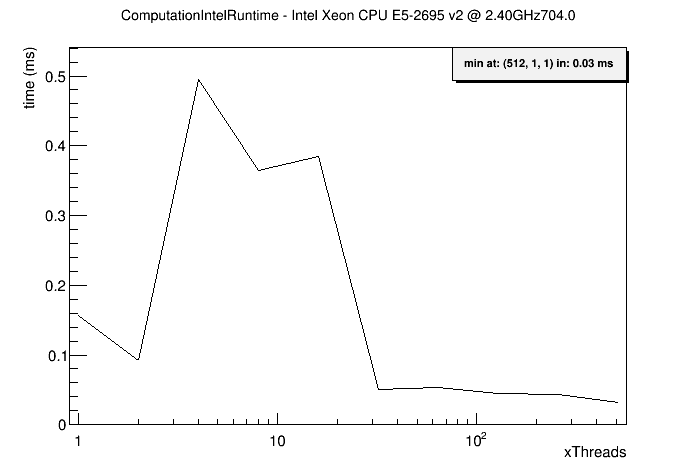 ComputationIntelRuntime - Intel Xeon CPU E5-2695 v2 @ 2.40GHz704.0
time (ms)
min at: (512, 1, 1) in: 0.03 ms
0.5
0.4
0.3
0.2
0.1
0
1 10 10²
xThreads